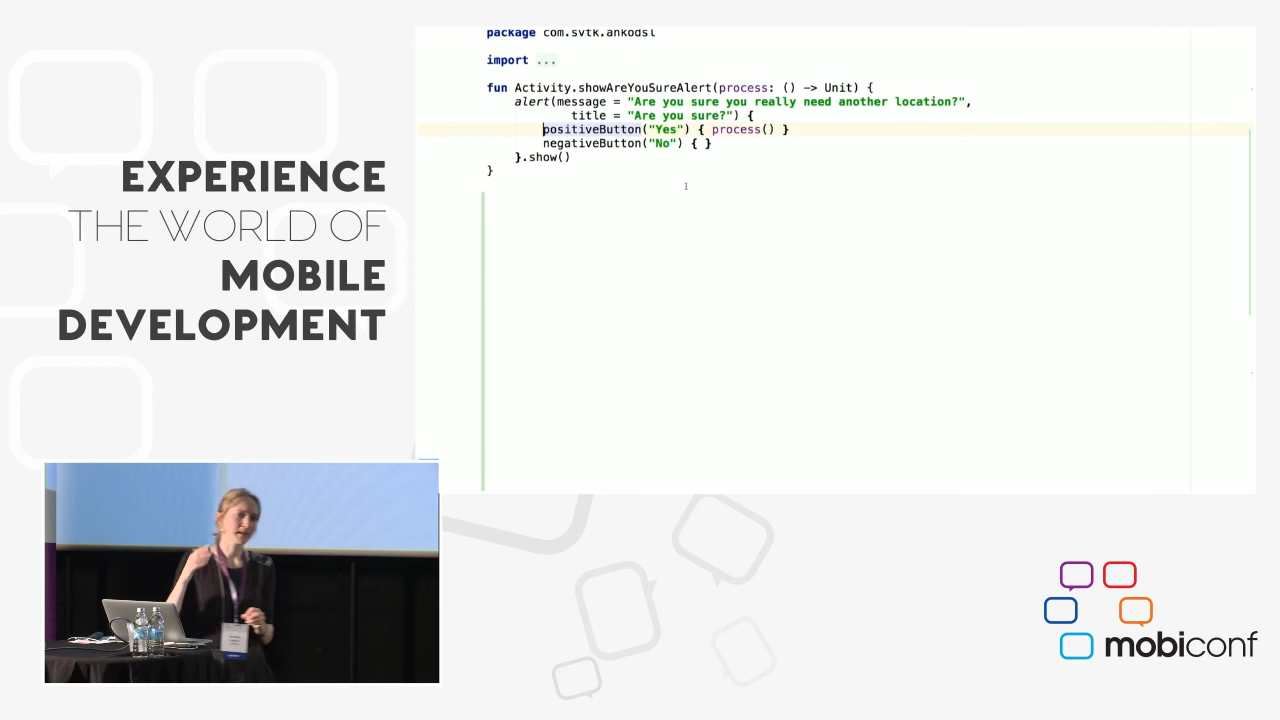 EXPERIENCE
THE WORLD OF
MOBILE
DEVELOPMENT
package com.svtk.ankodsl
import ...
fun Activity.showAreYouSureAlert(process: () -> Unit) {
alert(message = "Are you sure you really need another location?",
title = "Are you sure?") {
positiveButton("Yes") { process() }
negativeButton("No") { }
}.show()
}
mobiconf